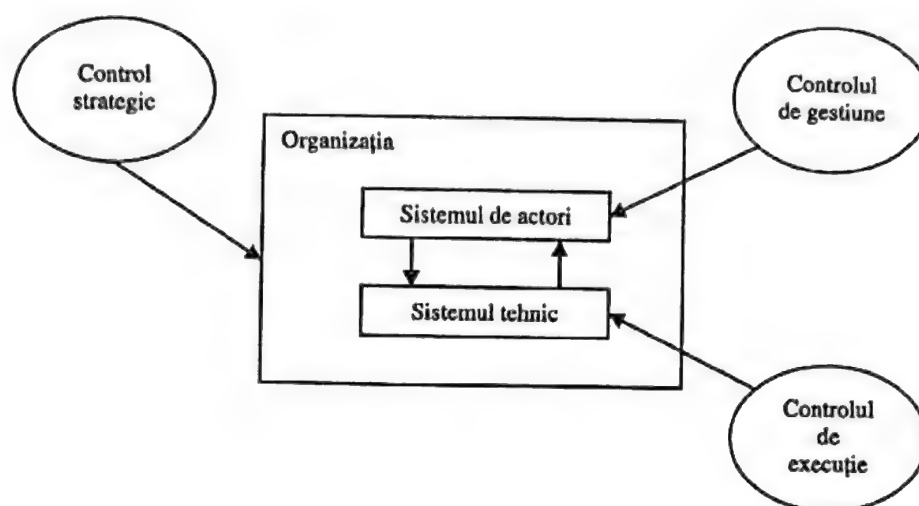 Control
strategic
Controlul
de gestiune
Organizația
Sistemul de actori
Sistemul tehnic
Controlul
de
execuție